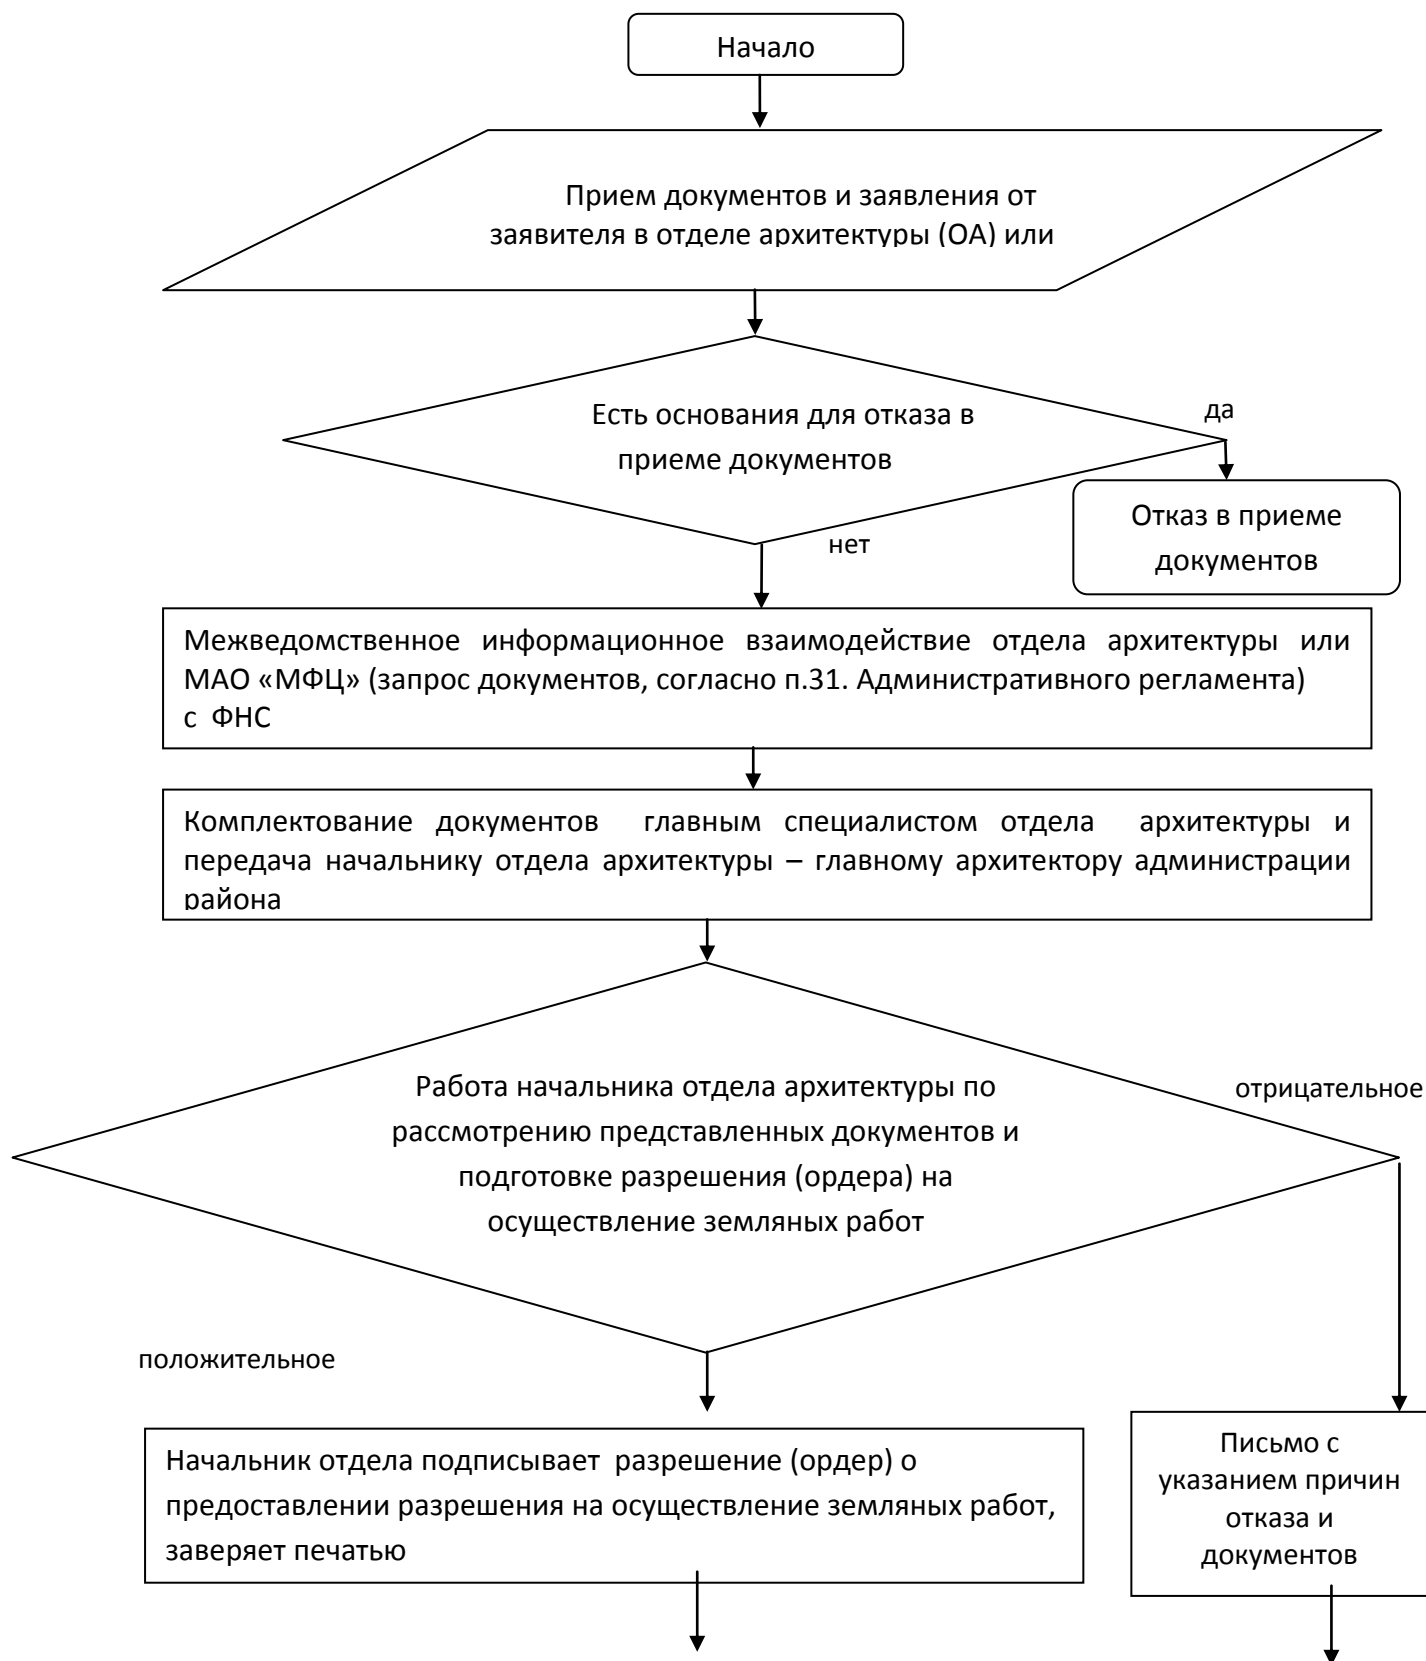 Начало
Прием документов и заявления от
заявителя в отделе архитектуры (ОА) или
Есть основания для отказа в
приеме документов
да
Отказ в приеме
документов
нет
Межведомственное информационное взаимодействие отдела архитектуры или
МАО «МФЦ» (запрос документов, согласно п.31. Административного регламента)
с ФНС
Комплектование документов главным специалистом отдела архитектуры и
передача начальнику отдела архитектуры – главному архитектору администрации
района
Работа начальника отдела архитектуры по
рассмотрению представленных документов и
подготовке разрешения (ордера) на
осуществление земляных работ
отрицательное
положительное
Начальник отдела подписывает разрешение (ордер) о
предоставлении разрешения на осуществление земляных работ,
заверяет печатью
Письмо с
указанием причин
отказа и
документов